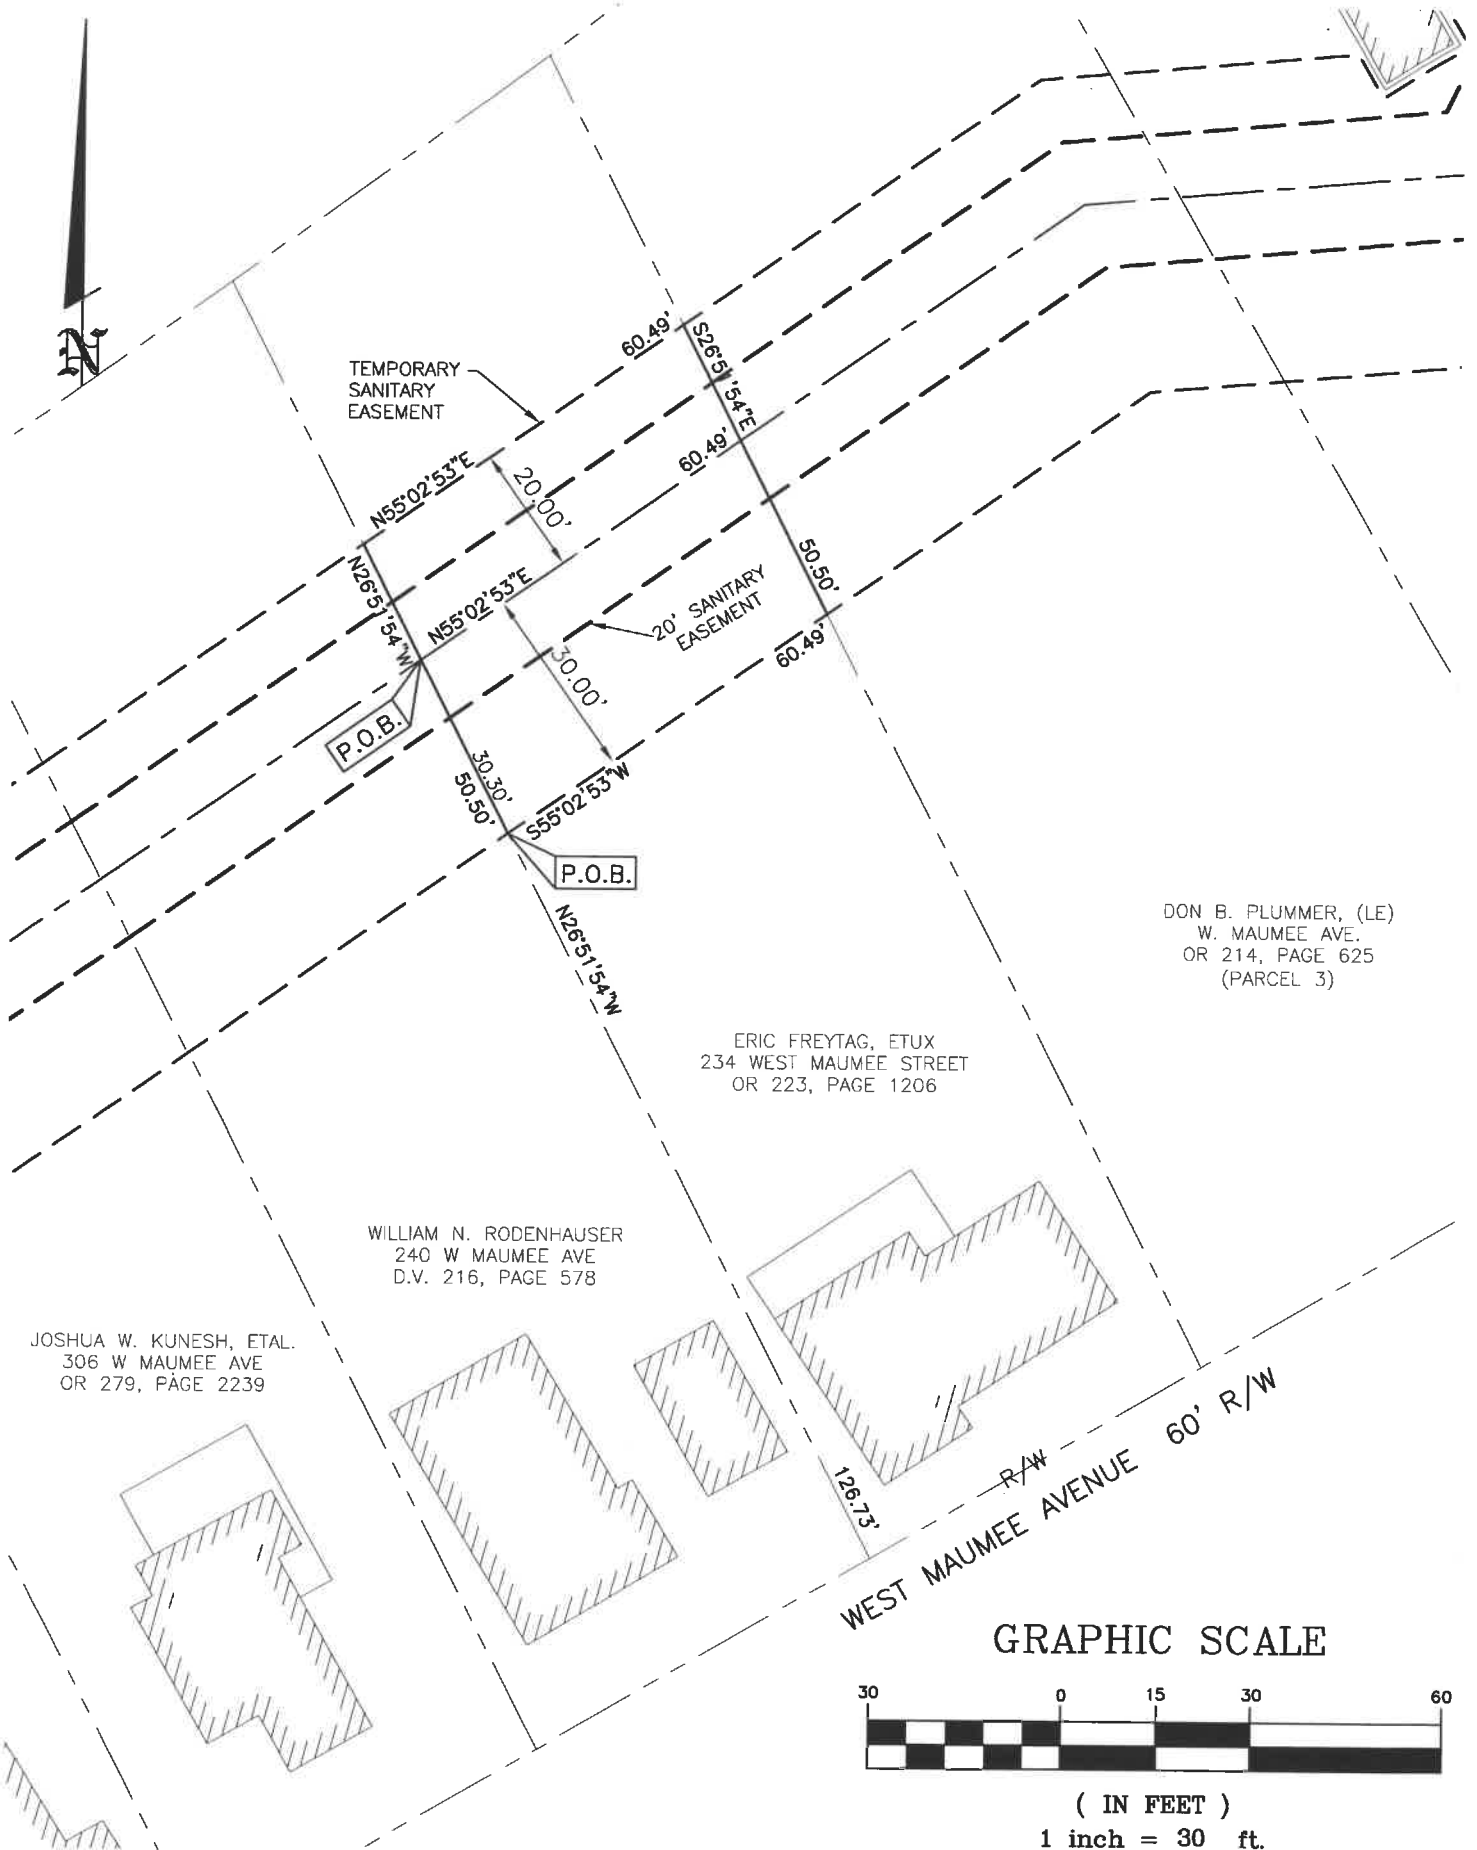 N
TEMPORARY
SANITARY
EASEMENT
60.49'
S26°51'54"E
N55°02'53"E
20.00'
60.49'
N26°51'54"W
N55°02'53"E
50.50'
20' SANITARY
EASEMENT
60.49'
30.00'
P.O.B.
30.30'
50.50'
S55°02'53"W
P.O.B.
N26°51'54"W
DON B. PLUMMER, (LE)
W. MAUMEE AVE.
OR 214, PAGE 625
(PARCEL 3)
ERIC FREYTAG, ETUX
234 WEST MAUMEE STREET
OR 223, PAGE 1206
WILLIAM N. RODENHAUSER
240 W MAUMEE AVE
D.V. 216, PAGE 578
JOSHUA W. KUNESH, ETAL.
306 W MAUMEE AVE
OR 279, PAGE 2239
126.73'
R/W
WEST MAUMEE AVENUE 60' R/W
GRAPHIC SCALE
30 0 15 30 60
( IN FEET )
1 inch = 30 ft.